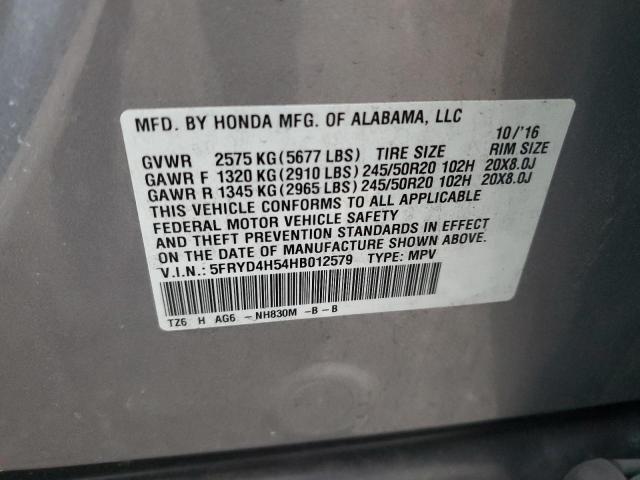 MFD. BY HONDA MFG. OF ALABAMA, LLC 10/'16
GVWR 2575 KG (5677 LBS) TIRE SIZE RIM SIZE
GAWR F 1320 KG (2910 LBS) 245/50R20 102H 20X8.0J
GAWR R 1345 KG (2965 LBS) 245/50R20 102H 20X8.0J
THIS VEHICLE CONFORMS TO ALL APPLICABLE
FEDERAL MOTOR VEHICLE SAFETY
AND THEFT PREVENTION STANDARDS IN EFFECT
ON THE DATE OF MANUFACTURE SHOWN ABOVE.
V.I.N.: 5FRYD4H54HB012579 TYPE: MPV
TZ6 H AG6 -NH830M -B-B